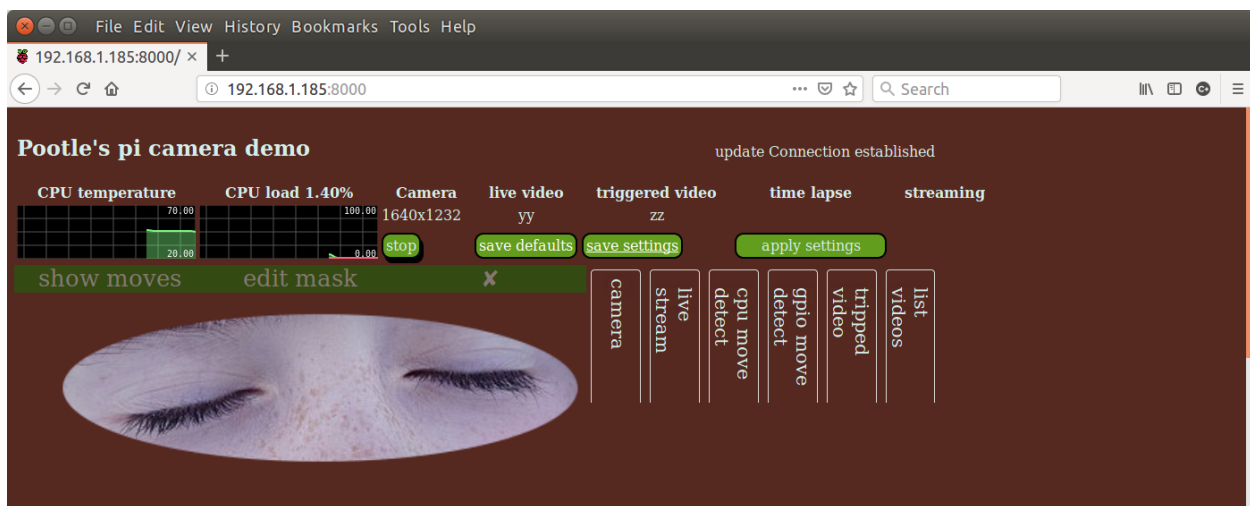 File Edit View History Bookmarks Tools Help
192.168.1.185:8000/
192.168.1.185:8000
Search
Pootle's pi camera demo
update Connection established
CPU temperature CPU load 1.40% Camera live video triggered video time lapse streaming
70.00 100.00 1640x1232 yy zz
20.00 0.00 stop save defaults save settings apply settings
show moves edit mask ✘
camera
live
stream
cpu move
detect
gpio move
detect
tripped
video
list
videos